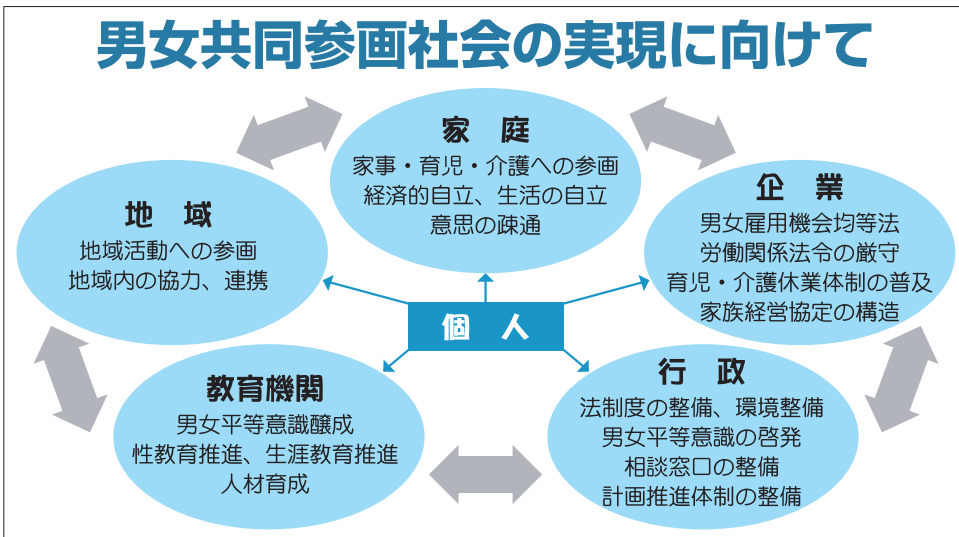 男女共同参画社会の実現に向けて
家　庭
家事・育児・介護への参画
経済的自立、生活の自立
意思の疎通
地　域
地域活動への参画
地域内の協力、連携
企　業
男女雇用機会均等法
労働関係法令の厳守
育児・介護休業体制の普及
家族経営協定の構造
個　人
教育機関
男女平等意識醸成
性教育推進、生涯教育推進
人材育成
行　政
法制度の整備、環境整備
男女平等意識の啓発
相談窓口の整備
計画推進体制の整備